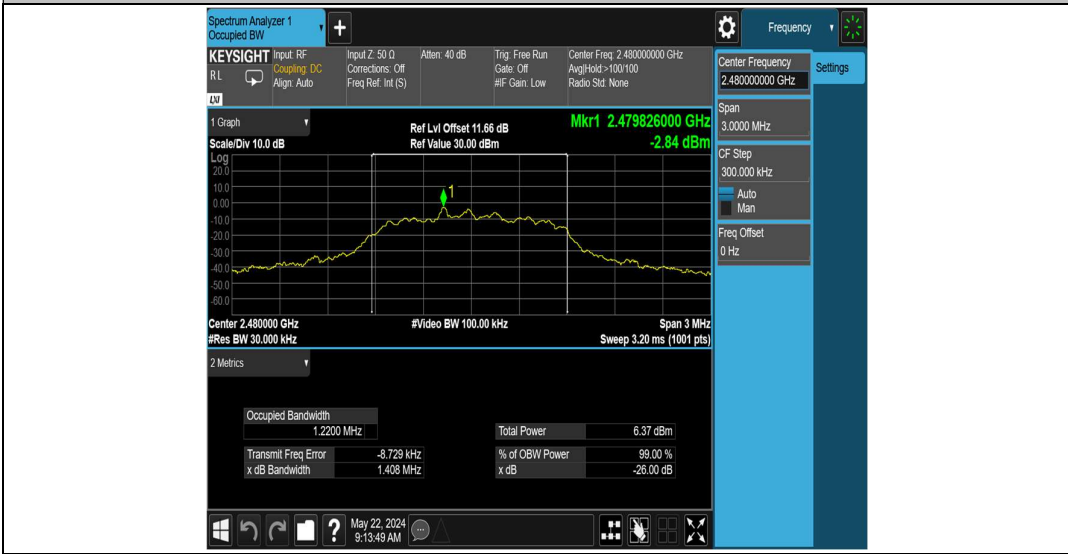 Spectrum Analyzer 1
Occupied BW
Frequency
KEYSIGHT
RL
LXI
Input: RF
Coupling: DC
Align: Auto
Input Z: 50 Ω
Corrections: Off
Freq Ref: Int (S)
Atten: 40 dB
Trig: Free Run
Gate: Off
#IF Gain: Low
Center Freq: 2.480000000 GHz
Avg|Hold:>100/100
Radio Std: None
Center Frequency
2.480000000 GHz
Settings
Span
3.0000 MHz
CF Step
300.000 kHz
Auto
Man
Freq Offset
0 Hz
1 Graph
Scale/Div 10.0 dB
Ref Lvl Offset 11.66 dB
Ref Value 30.00 dBm
Mkr1 2.479826000 GHz
-2.84 dBm
Log
20.0
10.0
0.00
-10.0
-20.0
-30.0
-40.0
-50.0
-60.0
1
Center 2.480000 GHz
#Res BW 30.000 kHz
#Video BW 100.00 kHz
Span 3 MHz
Sweep 3.20 ms (1001 pts)
2 Metrics
Occupied Bandwidth
1.2200 MHz
Total Power 6.37 dBm
Transmit Freq Error -8.729 kHz
% of OBW Power 99.00 %
x dB Bandwidth 1.408 MHz
x dB -26.00 dB
?
May 22, 2024
9:13:49 AM